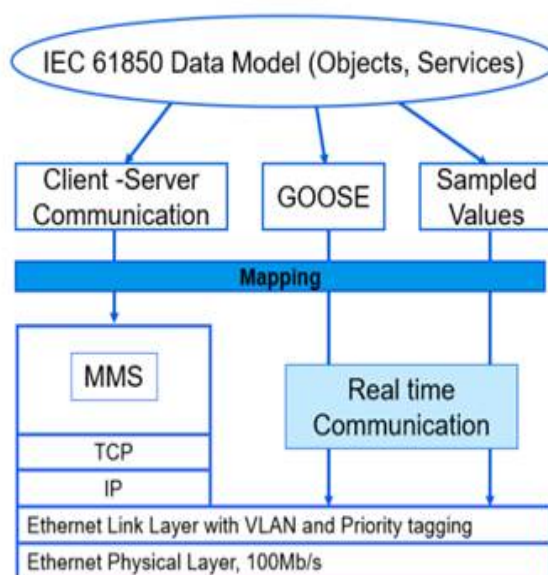 IEC 61850 Data Model (Objects, Services)
Client -Server
Communication
GOOSE
Sampled
Values
Mapping
MMS
Real time
Communication
TCP
IP
Ethernet Link Layer with VLAN and Priority tagging
Ethernet Physical Layer, 100Mb/s